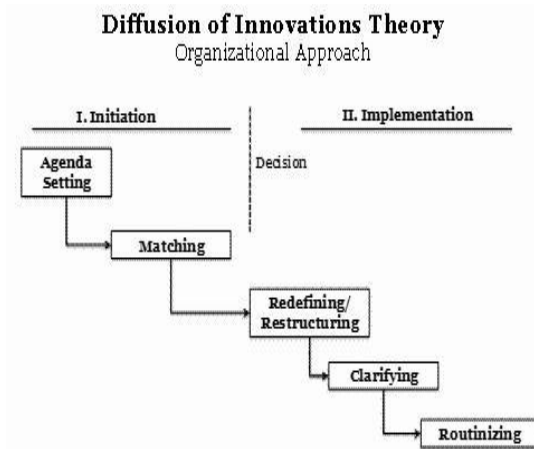 Diffusion of Innovations Theory
Organizational Approach
I. Initiation
II. Implementation
Decision
Agenda
Setting
Matching
Redefining/
Restructuring
Clarifying
Routinizing